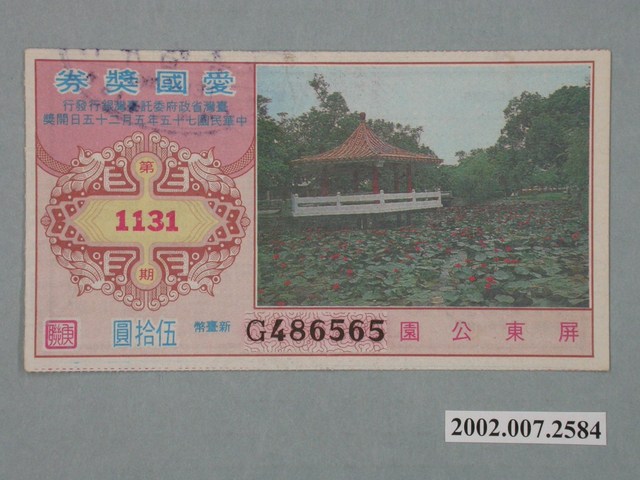 愛國獎券
臺灣省政府委託臺灣銀行發行
中華民國七十五年五月二十五日開獎
第
1131
期
新臺幣 伍拾圓
G486565
屏東公園
2002.007.2584